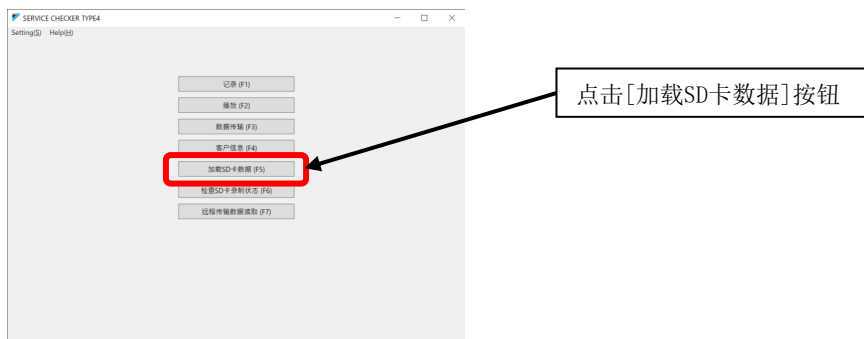 SERVICE CHECKER TYPE4
Setting(S) Help(H)
记录 (F1)
播放 (F2)
数据传输 (F3)
客户信息 (F4)
加载SD卡数据 (F5)
检查SD卡录制状态 (F6)
远程传输数据读取 (F7)
点击[加载SD卡数据]按钮